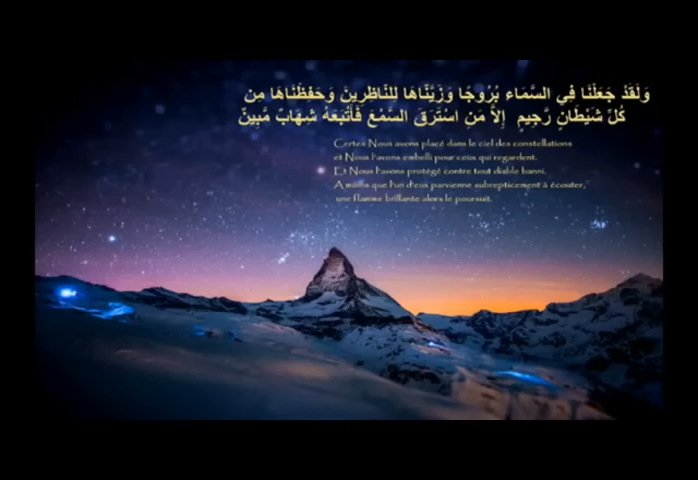 وَلَقَدْ جَعَلْنَا فِي السَّمَاء بُرُوجًا وَزَيَّنَّاهَا لِلنَّاظِرِينَ وَحَفِظْنَاهَا مِن
كُلِّ شَيْطَانٍ رَّجِيمٍ إِلاَّ مَنِ اسْتَرَقَ السَّمْعَ فَأَتْبَعَهُ شِهَابٌ مُّبِينٌ
Certes Nous avons placé dans le ciel des constellations
et Nous l'avons embelli pour ceux qui regardent.
Et Nous l'avons protégé contre tout diable banni.
A moins que l'un d'eux parvienne subrepticement à écouter,
une flamme brillante alors le poursuit.